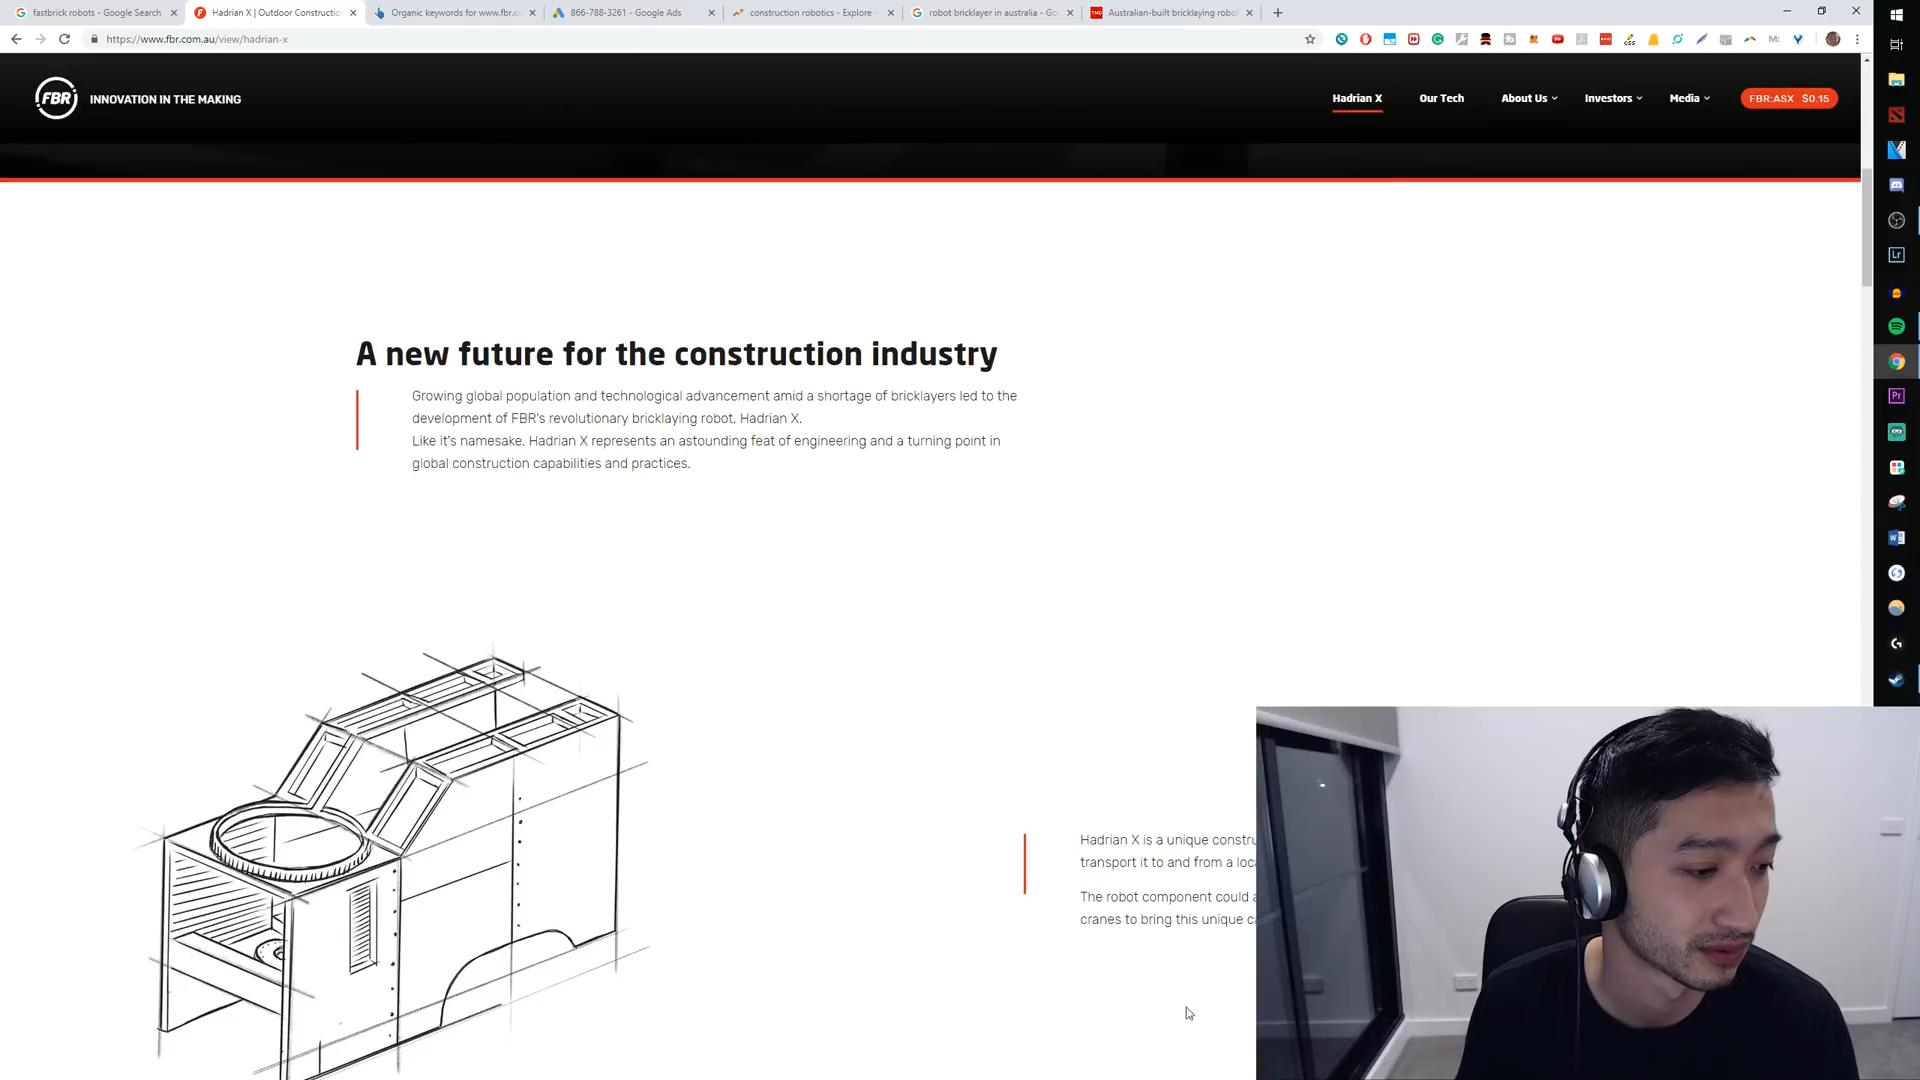 fastbrick robots - Google Search
Hadrian X | Outdoor Constructio
Organic keywords for www.fbr.c
866-788-3261 - Google Ads
construction robotics - Explore -
robot bricklayer in australia - Go
Australian-built bricklaying robot
https://www.fbr.com.au/view/hadrian-x
FBR
INNOVATION IN THE MAKING
Hadrian X
Our Tech
About Us
Investors
Media
FBR:ASX $0.15
A new future for the construction industry
Growing global population and technological advancement amid a shortage of bricklayers led to the
development of FBR's revolutionary bricklaying robot, Hadrian X.
Like it's namesake, Hadrian X represents an astounding feat of engineering and a turning point in
global construction capabilities and practices.
Hadrian X is a unique constru
transport it to and from a loca
The robot component could a
cranes to bring this unique ca
Lr
Pr
W